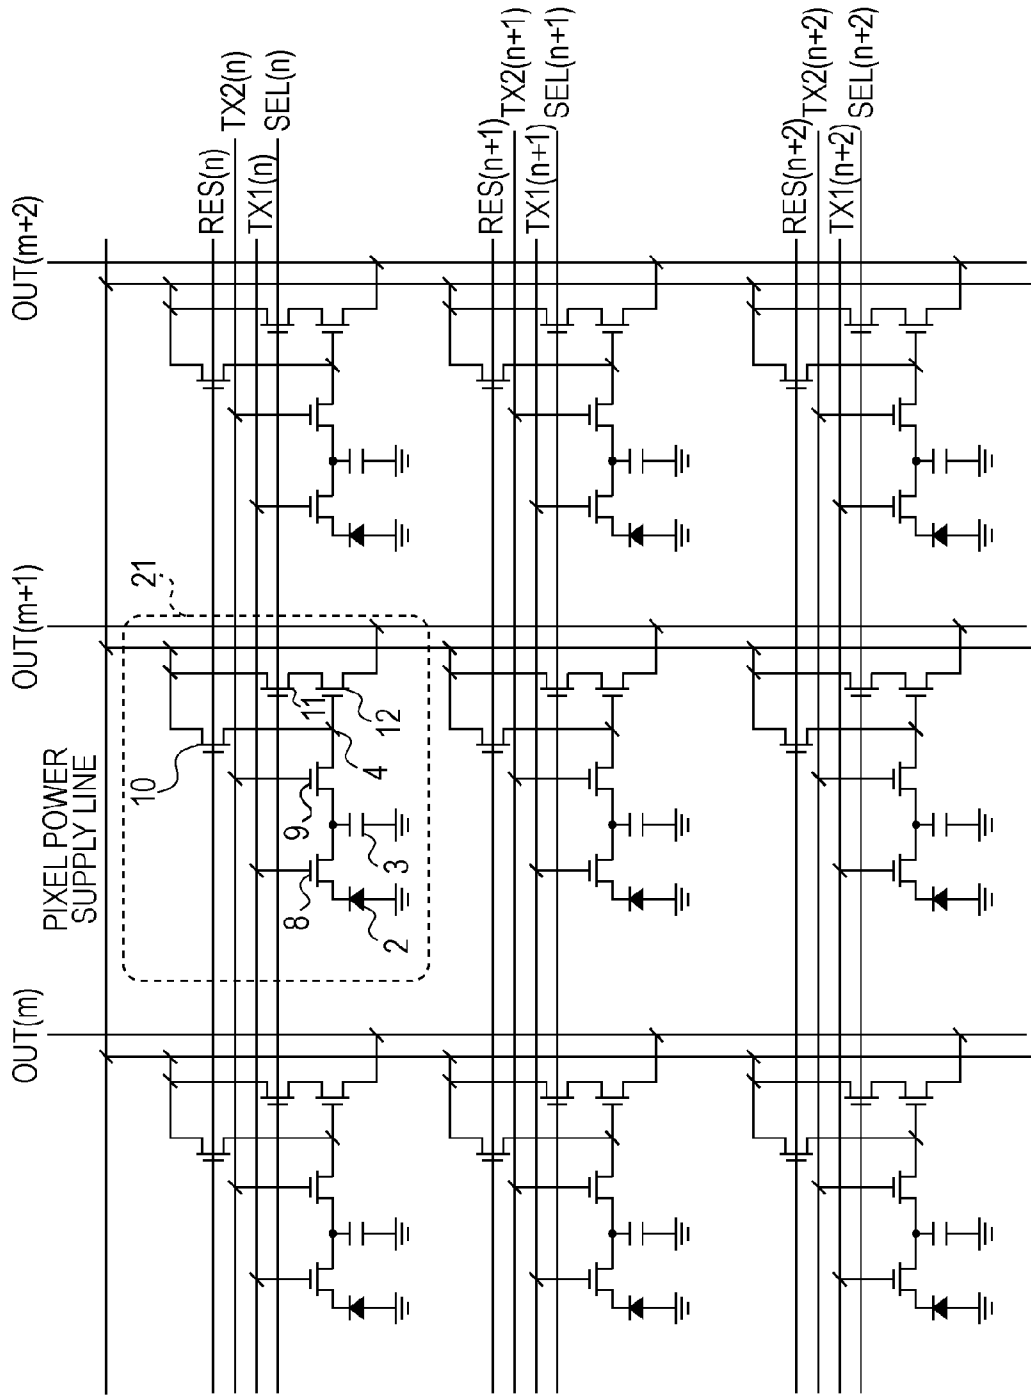 OUT(m)
OUT(m+1)
OUT(m+2)
PIXEL POWER
SUPPLY LINE
21
RES(n)
TX2(n)
TX1(n)
SEL(n)
10
11
12
9
4
8
3
2
RES(n+1)
TX2(n+1)
TX1(n+1)
SEL(n+1)
RES(n+2)
TX2(n+2)
TX1(n+2)
SEL(n+2)